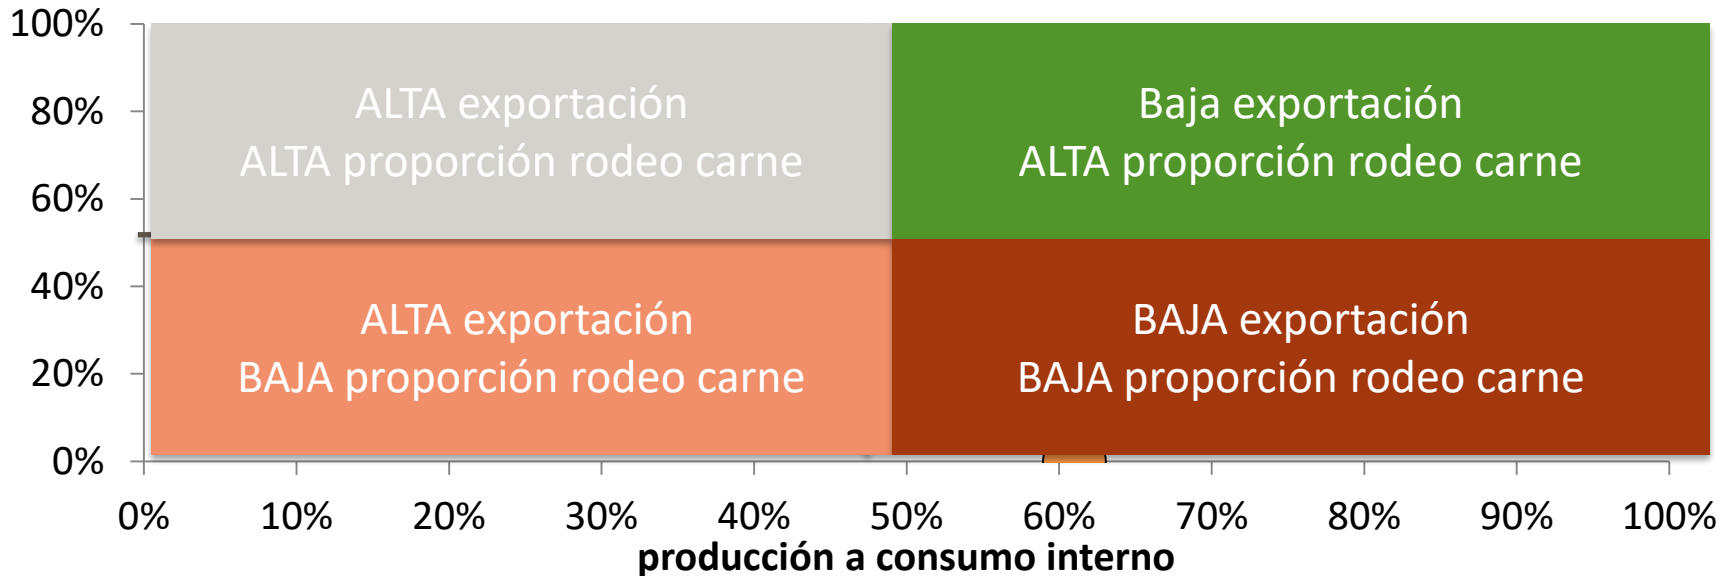 100%
80%
60%
40%
20%
0%
ALTA exportación
ALTA proporción rodeo carne
Baja exportación
ALTA proporción rodeo carne
ALTA exportación
BAJA proporción rodeo carne
BAJA exportación
BAJA proporción rodeo carne
0% 10% 20% 30% 40% 50% 60% 70% 80% 90% 100%
producción a consumo interno